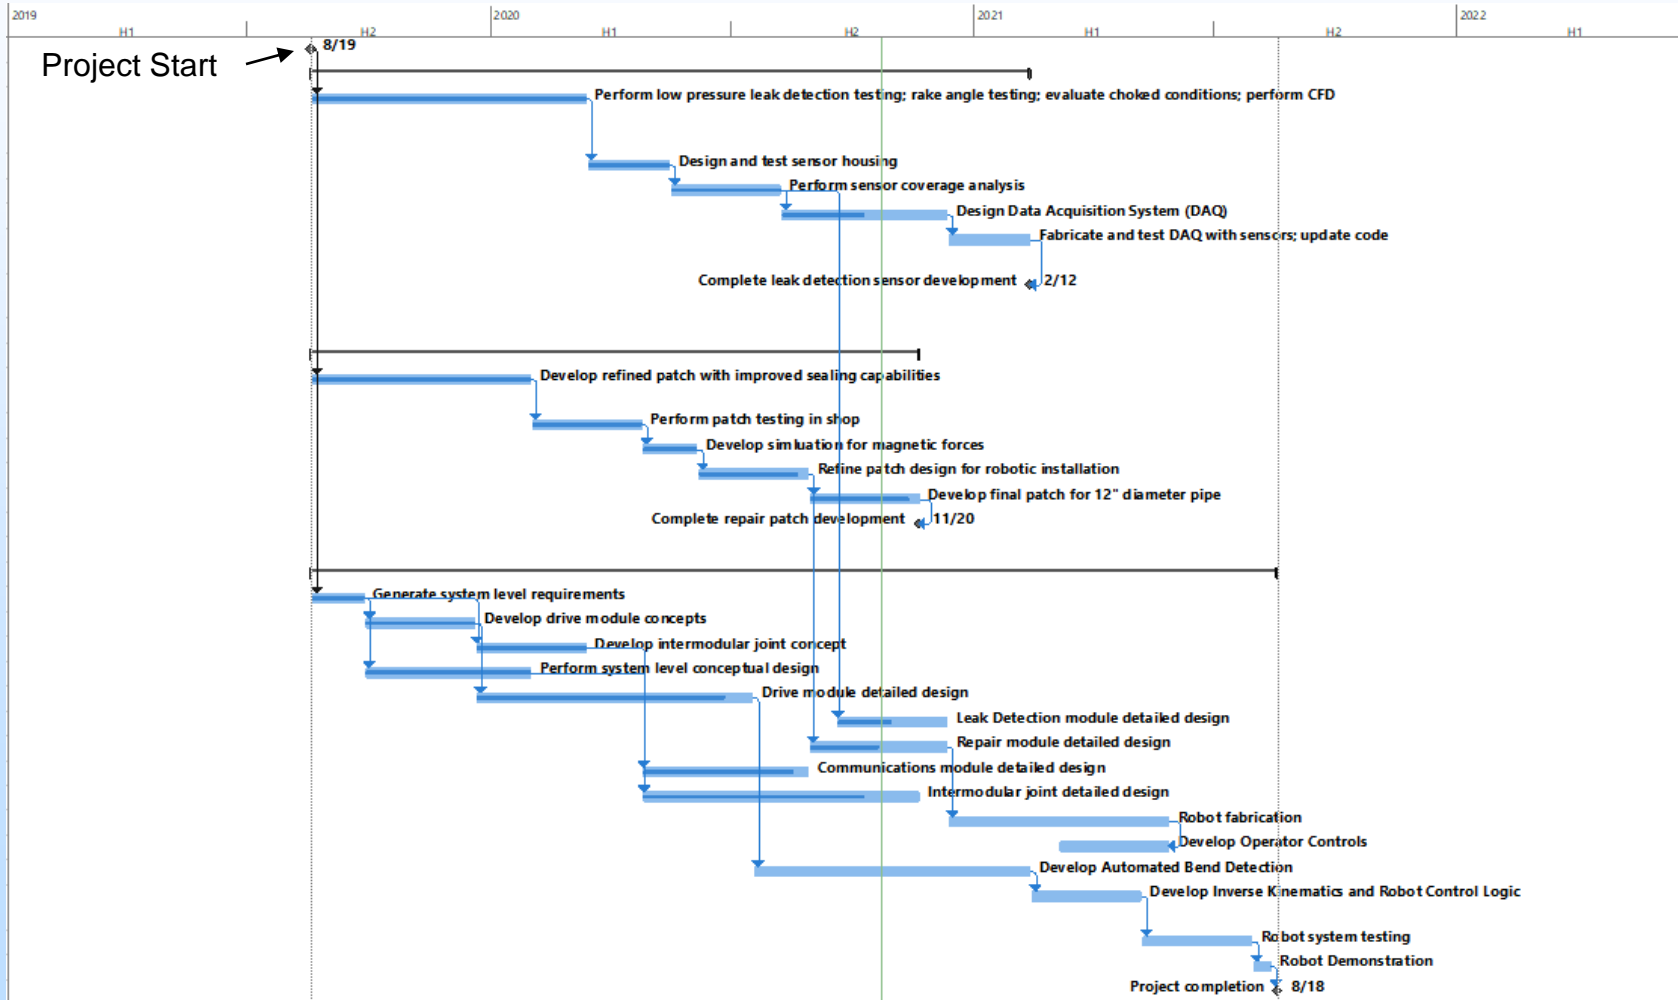 2019
2020
2021
2022
H1
H2
H1
H2
H1
H2
H1
8/19
Project Start
Perform low pressure leak detection testing; rake angle testing; evaluate choked conditions; perform CFD
Design and test sensor housing
Perform sensor coverage analysis
Design Data Acquisition System (DAQ)
Fabricate and test DAQ with sensors; update code
Complete leak detection sensor development 2/12
Develop refined patch with improved sealing capabilities
Perform patch testing in shop
Develop simluation for magnetic forces
Refine patch design for robotic installation
Develop final patch for 12" diameter pipe
Complete repair patch development 11/20
Generate system level requirements
Develop drive module concepts
Develop intermodular joint concept
Perform system level conceptual design
Drive module detailed design
Leak Detection module detailed design
Repair module detailed design
Communications module detailed design
Intermodular joint detailed design
Robot fabrication
Develop Operator Controls
Develop Automated Bend Detection
Develop Inverse Kinematics and Robot Control Logic
Robot system testing
Robot Demonstration
Project completion 8/18